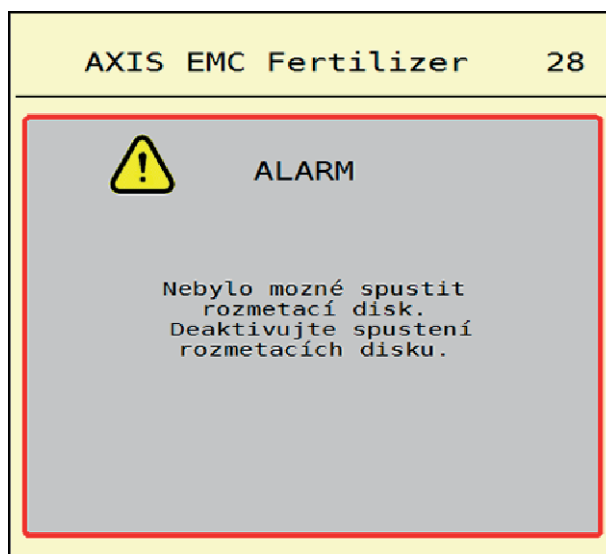 AXIS EMC Fertilizer 28
ALARM
Nebylo mozné spustit
rozmetací disk.
Deaktivujte spustení
rozmetacích disku.